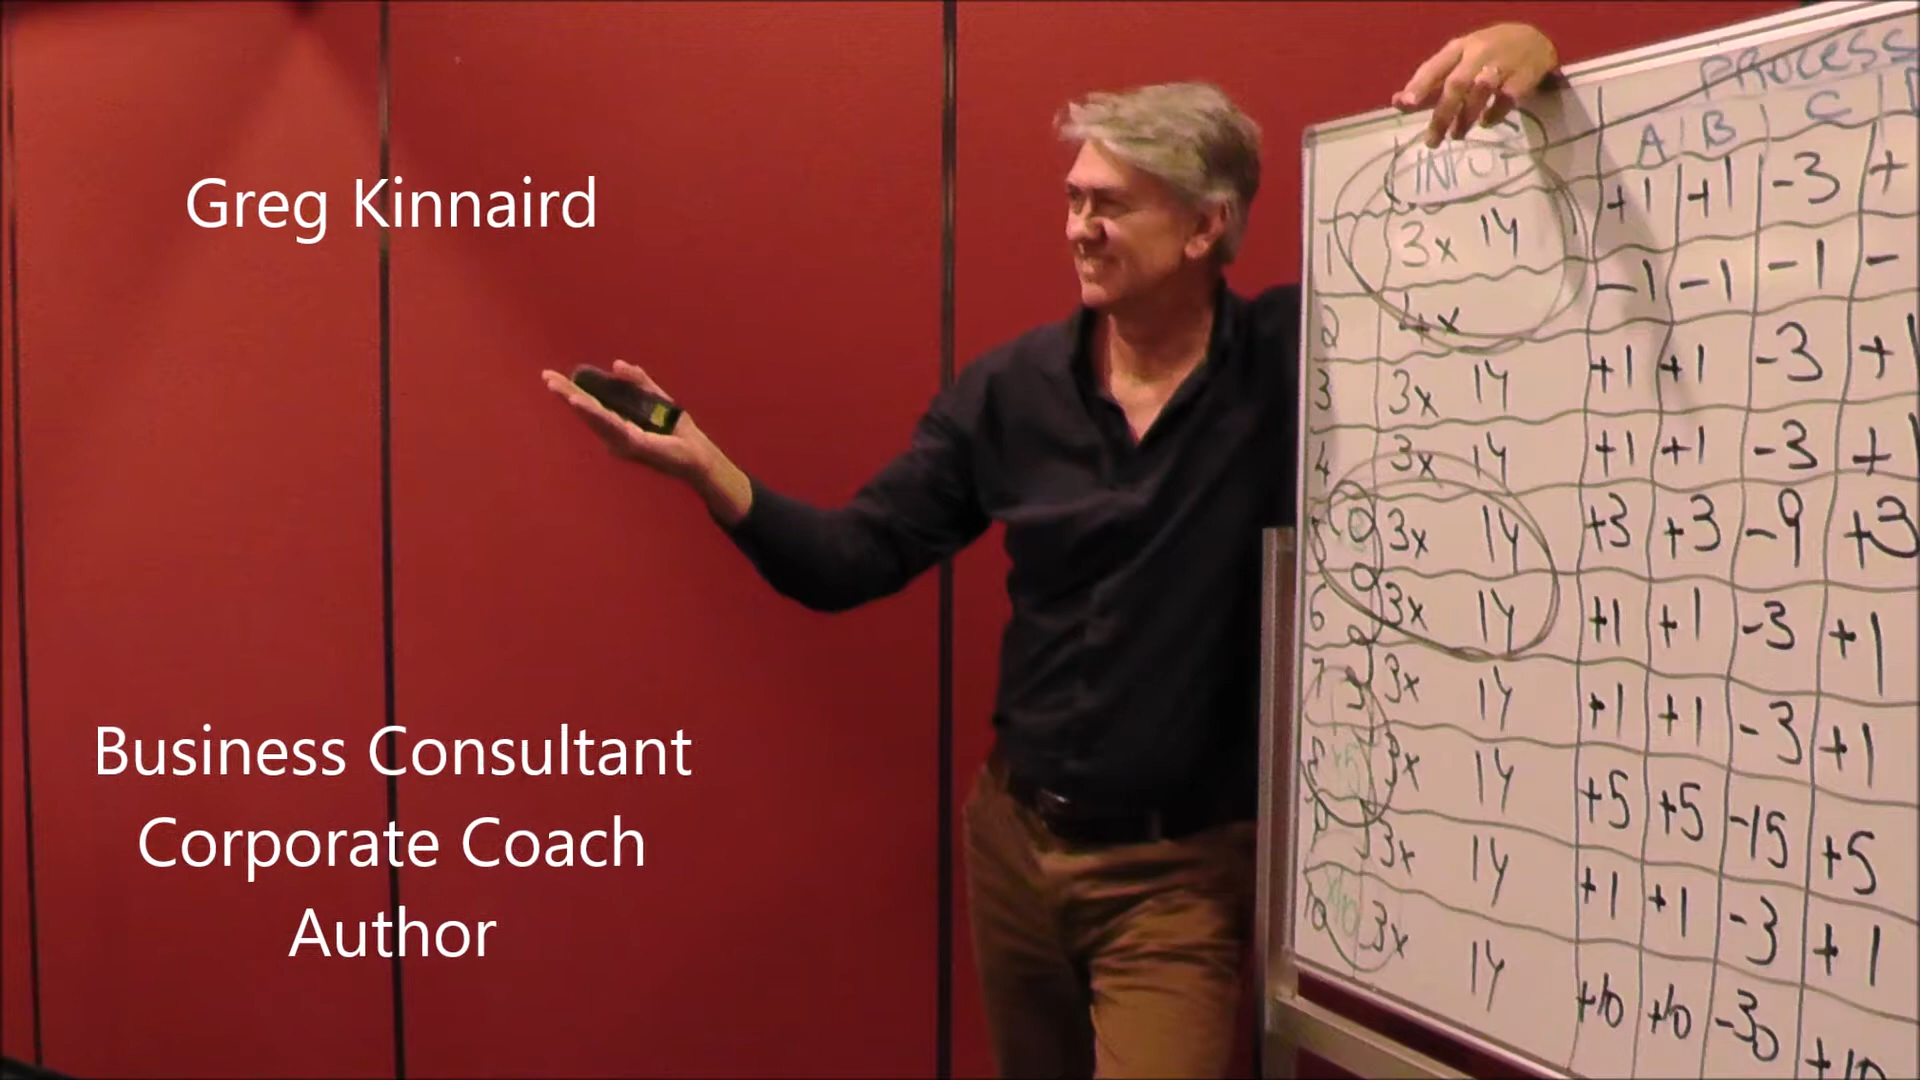 Greg Kinnaird
Business Consultant
Corporate Coach
Author
PROCESS
INPUT A B C
1 3x 14 +1 +1 -3 +
2 4x -1 -1 -1 -
3 3x 14 +1 +1 -3 +1
4 3x 14 +1 +1 -3 +1
5 3x 14 +3 +3 -9 +3
6 3x 14 +1 +1 -3 +1
7 3x 14 +1 +1 -3 +1
3x 14 +5 +5 -15 +5
3x 14 +1 +1 -3 +1
10 3x 14 +10 +10 -30 +10